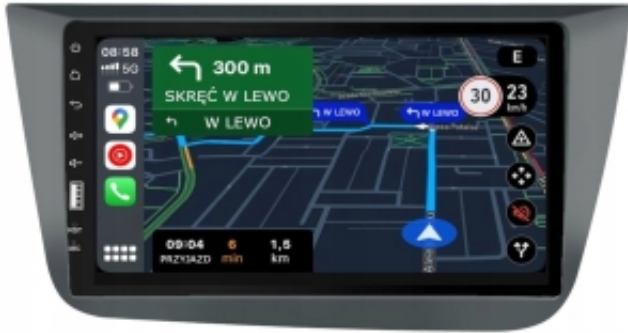 08:58
5G
300 m
SKRĘĆ W LEWO
W LEWO
W LEWO
W LEWO
30
E
23
km/h
09:04
PRZYJAZD
6
min
1,5
km